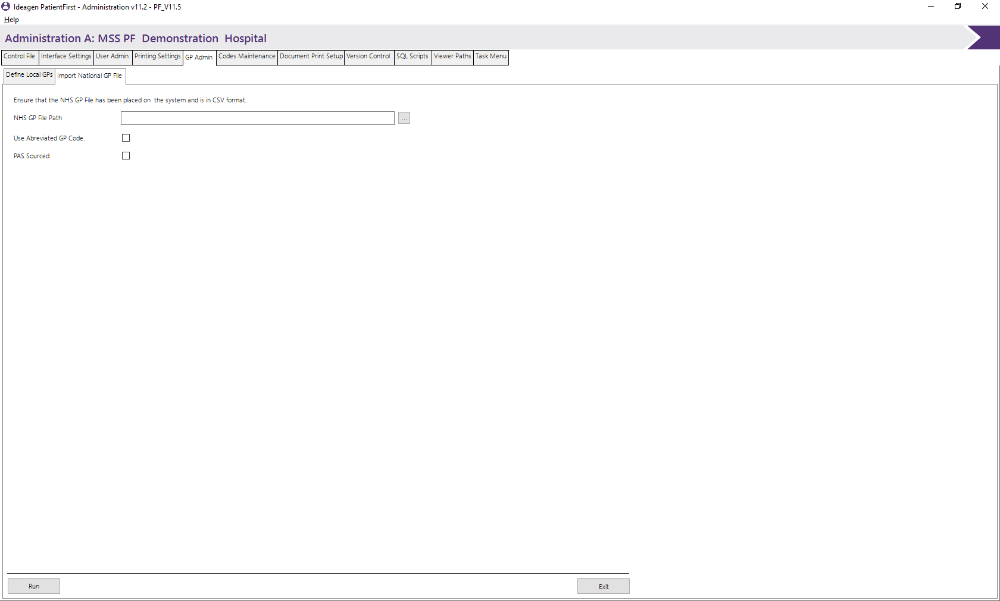 Ideagen PatientFirst - Administration v11.2 - PF_V11.5
Help
Administration A: MSS PF  Demonstration  Hospital
Control File Interface Settings User Admin Printing Settings GP Admin Codes Maintenance Document Print Setup Version Control SQL Scripts Viewer Paths Task Menu
Define Local GPs Import National GP File
Ensure that the NHS GP File has been placed on  the system and is in CSV format.
NHS GP File Path ...
Use Abreviated GP Code.
PAS Sourced
Run Exit